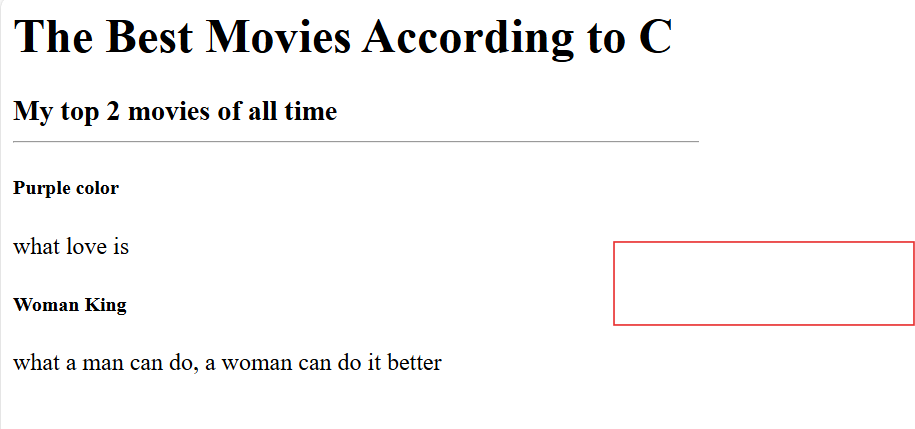 The Best Movies According to C
My top 2 movies of all time
Purple color
what love is
Woman King
what a man can do, a woman can do it better